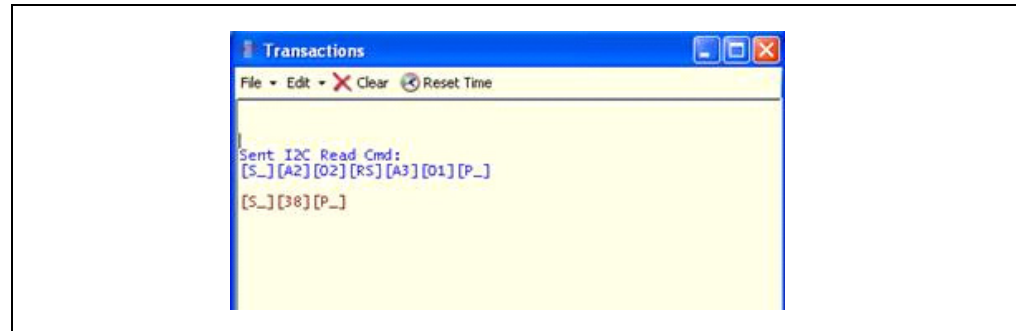 Transactions
File Edit Clear Reset Time
Sent I2C Read Cmd:
[S_][A2][02][RS][A3][01][P_]
[S_][38][P_]